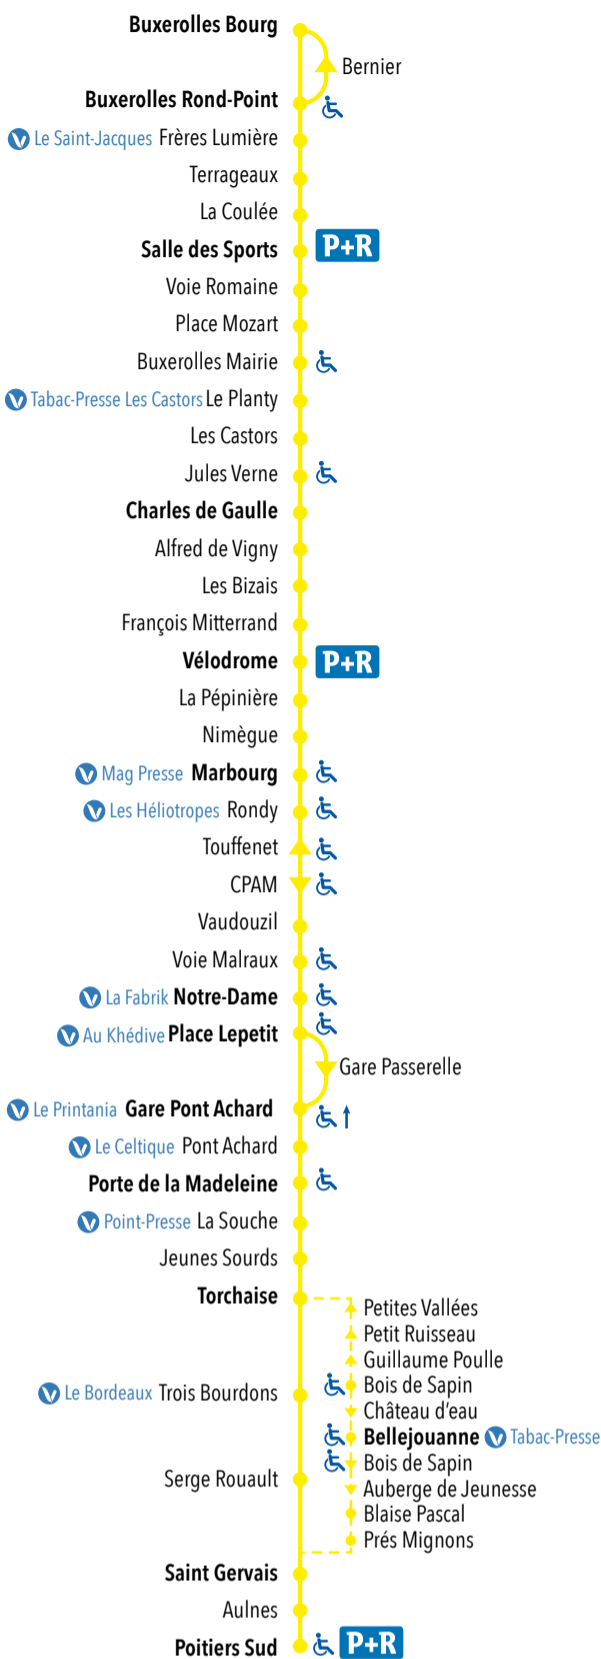 Buxerolles Bourg
Bernier
Buxerolles Rond-Point
Le Saint-Jacques Frères Lumière
Terrageaux
La Coulée
Salle des Sports P+R
Voie Romaine
Place Mozart
Buxerolles Mairie
Tabac-Presse Les Castors Le Planty
Les Castors
Jules Verne
Charles de Gaulle
Alfred de Vigny
Les Bizais
François Mitterrand
Vélodrome P+R
La Pépinière
Nimègue
Mag Presse Marbourg
Les Héliotropes Rondy
Touffenet
CPAM
Vaudouzil
Voie Malraux
La Fabrik Notre-Dame
Au Khédive Place Lepetit
Gare Passerelle
Le Printania Gare Pont Achard
Le Celtique Pont Achard
Porte de la Madeleine
Point-Presse La Souche
Jeunes Sourds
Torchaise
Petites Vallées
Petit Ruisseau
Guillaume Poulle
Bois de Sapin
Le Bordeaux Trois Bourdons
Château d'eau
Bellejouanne Tabac-Presse
Bois de Sapin
Serge Rouault
Auberge de Jeunesse
Blaise Pascal
Prés Mignons
Saint Gervais
Aulnes
Poitiers Sud P+R